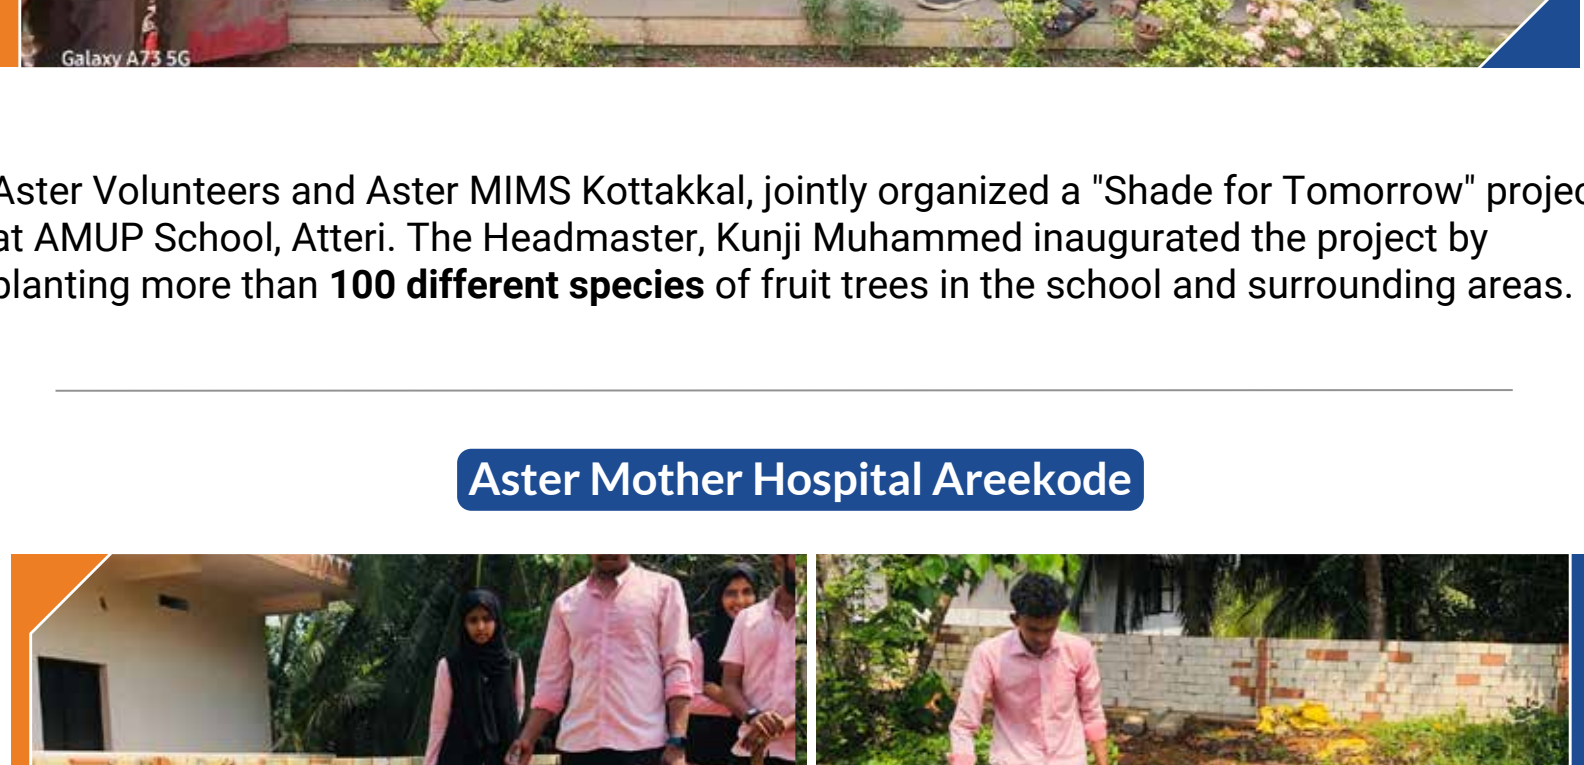 Galaxy A73 5G
Aster Volunteers and Aster MIMS Kottakkal, jointly organized a "Shade for Tomorrow" projec
at AMUP School, Atteri. The Headmaster, Kunji Muhammed inaugurated the project by
planting more than 100 different species of fruit trees in the school and surrounding areas.
Aster Mother Hospital Areekode